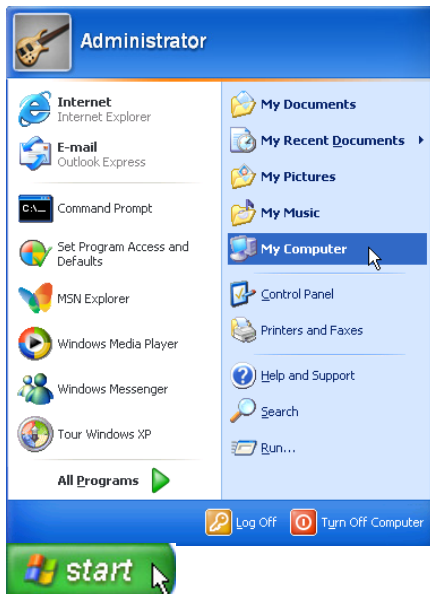 Administrator
Internet
Internet Explorer
E-mail
Outlook Express
C:\_
Command Prompt
Set Program Access and
Defaults
MSN Explorer
Windows Media Player
Windows Messenger
Tour Windows XP
All Programs
My Documents
My Recent Documents
My Pictures
My Music
My Computer
Control Panel
Printers and Faxes
Help and Support
Search
Run...
Log Off
Turn Off Computer
start